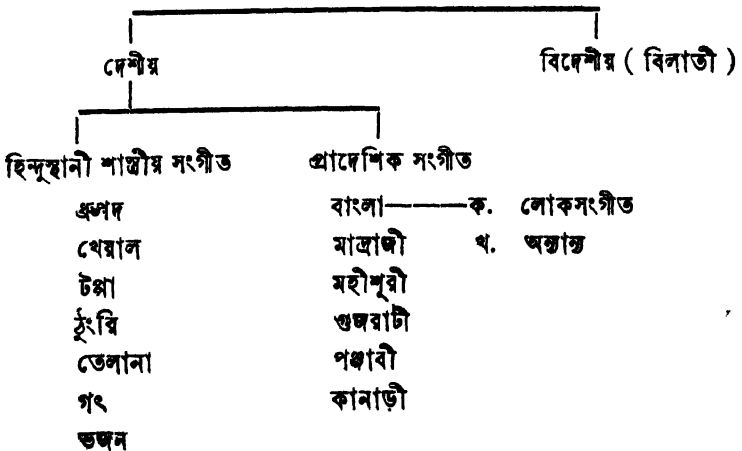 দেশীয় বিদেশীয় ( বিলাতী )
হিন্দুস্থানী শাস্ত্রীয় সংগীত প্রাদেশিক সংগীত
ধ্রুপদ বাংলা———ক. লোকসংগীত
খেয়াল মাদ্রাজী খ. অন্যান্য
টপ্পা মহীশূরী
ঠুংরি গুজরাটী
তেলানা পঞ্জাবী
গৎ কানাড়ী
ভজন